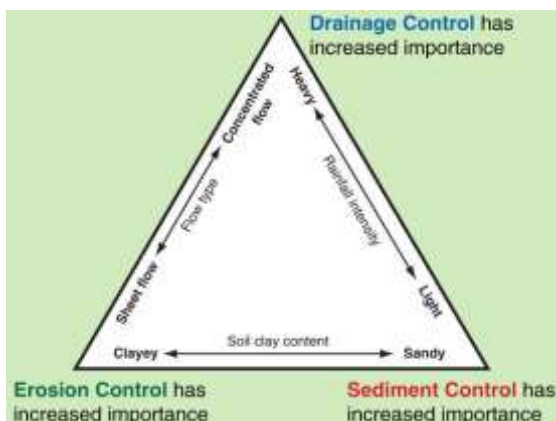 Drainage Control has
increased importance
Concentrated
flow
Heavy
Flow type
Rainfall intensity
Sheet flow
Light
Clayey
Soil clay content
Sandy
Erosion Control has
increased importance
Sediment Control has
increased importance